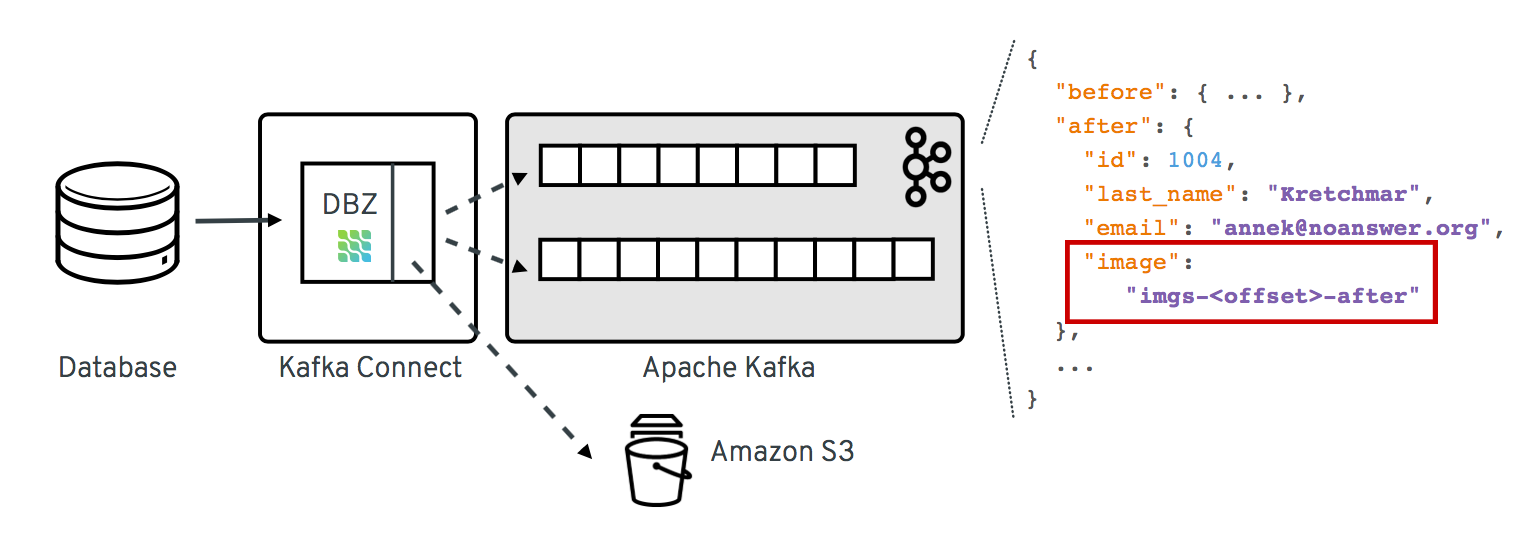 DBZ
Database
Kafka Connect
Apache Kafka
Amazon S3
{
"before": { ... },
"after": {
"id": 1004,
"last_name": "Kretchmar",
"email": "annek@noanswer.org",
"image":
"imgs-<offset>-after"
},
...
}